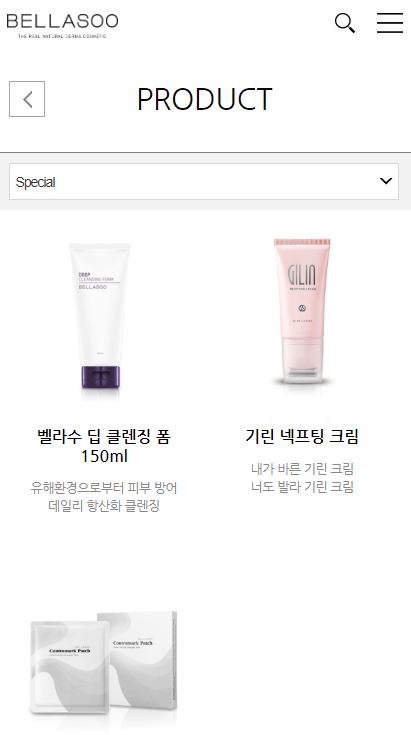 BELLASOO
THE REAL NATURAL DERMA COSMETIC
PRODUCT
Special
DEEP
CLEANSING FOAM
BELLASOO
GILIN
벨라수 딥 클렌징 폼
150ml
유해환경으로부터 피부 방어
데일리 항산화 클렌징
기린 넥프팅 크림
내가 바른 기린 크림
너도 발라 기린 크림
Contramark Patch
Contramark Patch